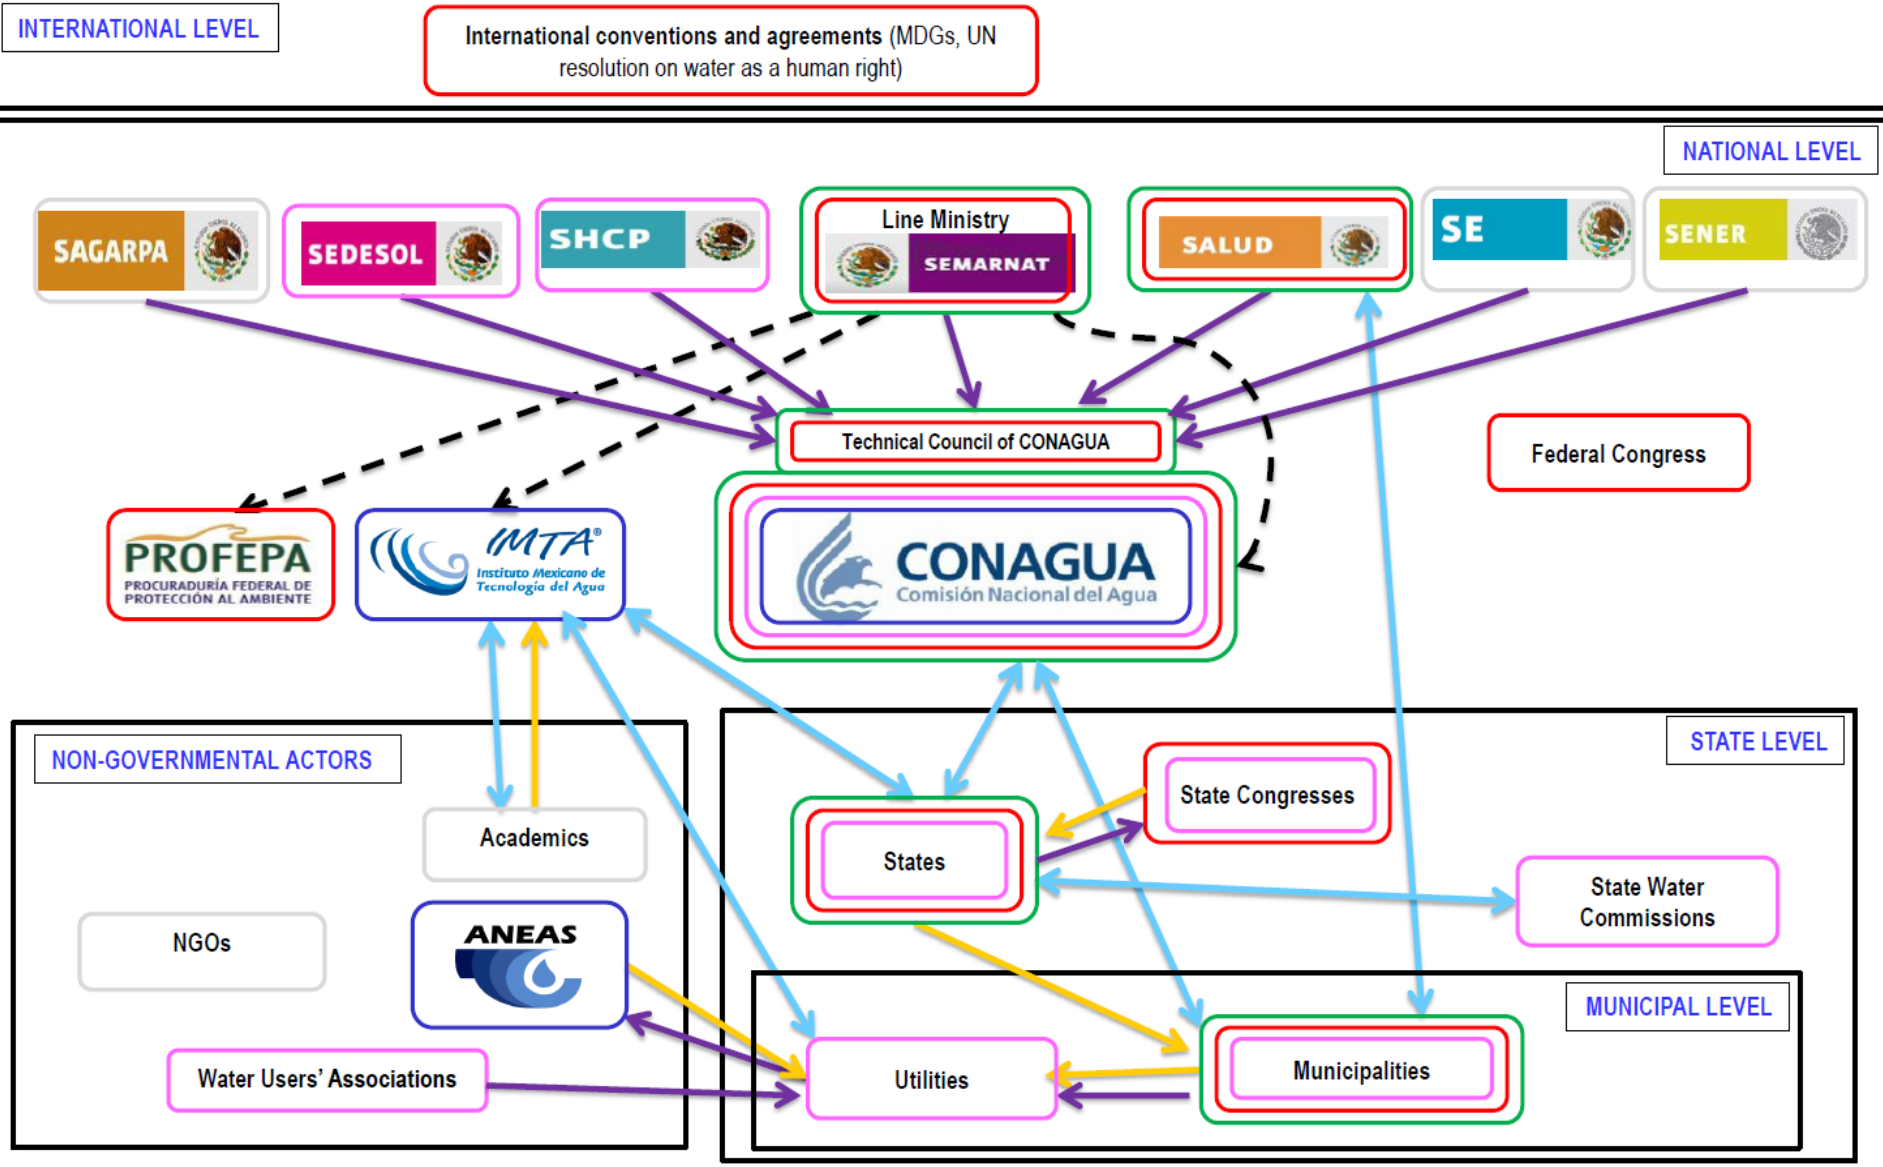 INTERNATIONAL LEVEL
International conventions and agreements (MDGs, UN
resolution on water as a human right)
NATIONAL LEVEL
SAGARPA
SEDESOL
SHCP
Line Ministry
SEMARNAT
SALUD
SE
SENER
Technical Council of CONAGUA
Federal Congress
PROFEPA
PROCURADURÍA FEDERAL DE
PROTECCIÓN AL AMBIENTE
IMTA®
Instituto Mexicano de
Tecnología del Agua
CONAGUA
Comisión Nacional del Agua
NON-GOVERNMENTAL ACTORS
STATE LEVEL
Academics
State Congresses
States
State Water
Commissions
NGOs
ANEAS
MUNICIPAL LEVEL
Water Users' Associations
Utilities
Municipalities